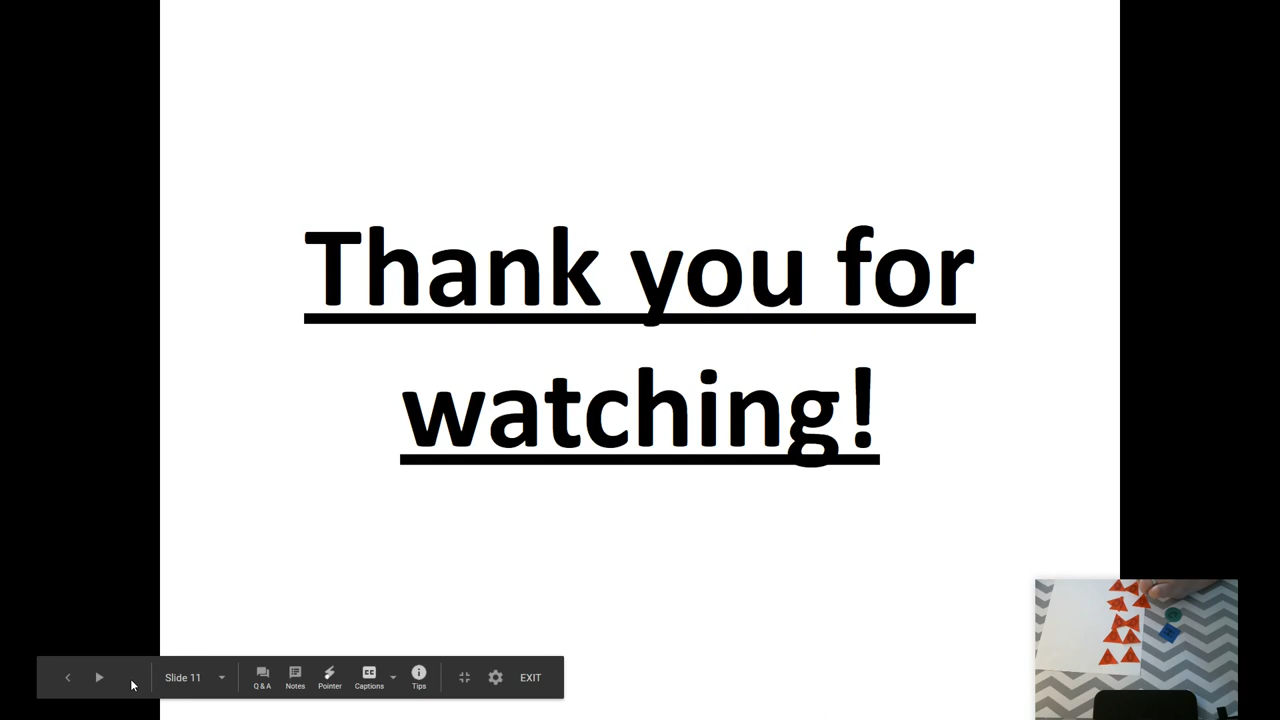 Thank you for
watching!
Slide 11
Q & A
Notes
Pointer
Captions
Tips
EXIT